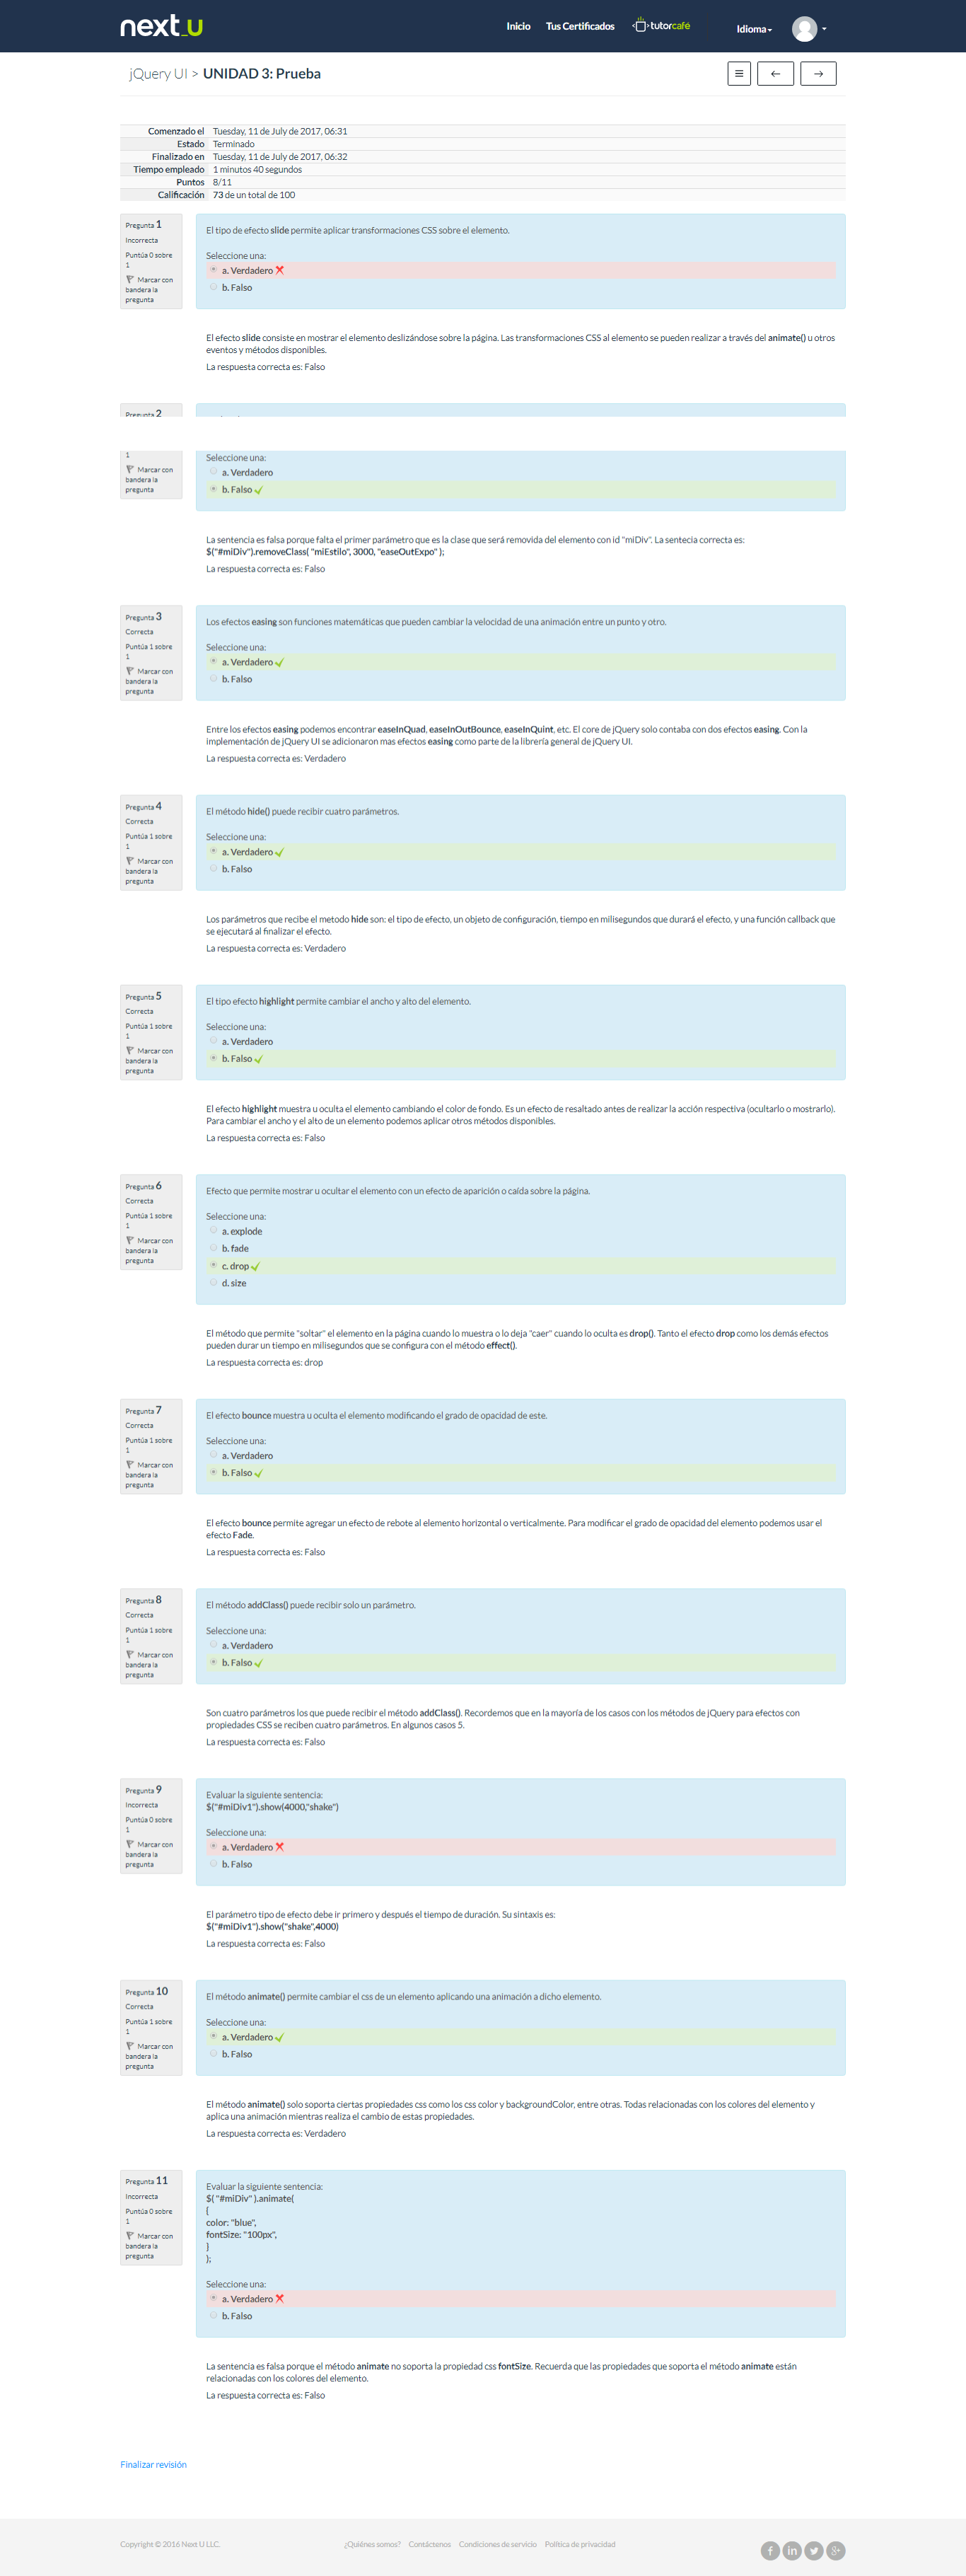 next_U
Inicio Tus Certificados tutorcafé Idioma
jQuery UI > UNIDAD 3: Prueba
Comenzado el Tuesday, 11 de July de 2017, 06:31
Estado Terminado
Finalizado en Tuesday, 11 de July de 2017, 06:32
Tiempo empleado 1 minutos 40 segundos
Puntos 8/11
Calificación 73 de un total de 100
Pregunta 1
Incorrecta
Puntúa 0 sobre
1
Marcar con
bandera la
pregunta
El tipo de efecto slide permite aplicar transformaciones CSS sobre el elemento.
Seleccione una:
a. Verdadero
b. Falso
El efecto slide consiste en mostrar el elemento deslizándose sobre la página. Las transformaciones CSS al elemento se pueden realizar a través del animate() u otros
eventos y métodos disponibles.
La respuesta correcta es: Falso
Pregunta 2
1
Marcar con
bandera la
pregunta
Seleccione una:
a. Verdadero
b. Falso
La sentencia es falsa porque falta el primer parámetro que es la clase que será removida del elemento con id "miDiv". La sentecia correcta es:
$("#miDiv").removeClass( "miEstilo", 3000, "easeOutExpo" );
La respuesta correcta es: Falso
Pregunta 3
Correcta
Puntúa 1 sobre
1
Marcar con
bandera la
pregunta
Los efectos easing son funciones matemáticas que pueden cambiar la velocidad de una animación entre un punto y otro.
Seleccione una:
a. Verdadero
b. Falso
Entre los efectos easing podemos encontrar easeInQuad, easeInOutBounce, easeInQuint, etc. El core de jQuery solo contaba con dos efectos easing. Con la
implementación de jQuery UI se adicionaron mas efectos easing como parte de la librería general de jQuery UI.
La respuesta correcta es: Verdadero
Pregunta 4
Correcta
Puntúa 1 sobre
1
Marcar con
bandera la
pregunta
El método hide() puede recibir cuatro parámetros.
Seleccione una:
a. Verdadero
b. Falso
Los parámetros que recibe el metodo hide son: el tipo de efecto, un objeto de configuración, tiempo en milisegundos que durará el efecto, y una función callback que
se ejecutará al finalizar el efecto.
La respuesta correcta es: Verdadero
Pregunta 5
Correcta
Puntúa 1 sobre
1
Marcar con
bandera la
pregunta
El tipo efecto highlight permite cambiar el ancho y alto del elemento.
Seleccione una:
a. Verdadero
b. Falso
El efecto highlight muestra u oculta el elemento cambiando el color de fondo. Es un efecto de resaltado antes de realizar la acción respectiva (ocultarlo o mostrarlo).
Para cambiar el ancho y el alto de un elemento podemos aplicar otros métodos disponibles.
La respuesta correcta es: Falso
Pregunta 6
Correcta
Puntúa 1 sobre
1
Marcar con
bandera la
pregunta
Efecto que permite mostrar u ocultar el elemento con un efecto de aparición o caída sobre la página.
Seleccione una:
a. explode
b. fade
c. drop
d. size
El método que permite "soltar" el elemento en la página cuando lo muestra o lo deja "caer" cuando lo oculta es drop(). Tanto el efecto drop como los demás efectos
pueden durar un tiempo en milisegundos que se configura con el método effect().
La respuesta correcta es: drop
Pregunta 7
Correcta
Puntúa 1 sobre
1
Marcar con
bandera la
pregunta
El efecto bounce muestra u oculta el elemento modificando el grado de opacidad de este.
Seleccione una:
a. Verdadero
b. Falso
El efecto bounce permite agregar un efecto de rebote al elemento horizontal o verticalmente. Para modificar el grado de opacidad del elemento podemos usar el
efecto Fade.
La respuesta correcta es: Falso
Pregunta 8
Correcta
Puntúa 1 sobre
1
Marcar con
bandera la
pregunta
El método addClass() puede recibir solo un parámetro.
Seleccione una:
a. Verdadero
b. Falso
Son cuatro parámetros los que puede recibir el método addClass(). Recordemos que en la mayoría de los casos con los métodos de jQuery para efectos con
propiedades CSS se reciben cuatro parámetros. En algunos casos 5.
La respuesta correcta es: Falso
Pregunta 9
Incorrecta
Puntúa 0 sobre
1
Marcar con
bandera la
pregunta
Evaluar la siguiente sentencia:
$("#miDiv1").show(4000,"shake")
Seleccione una:
a. Verdadero
b. Falso
El parámetro tipo de efecto debe ir primero y después el tiempo de duración. Su sintaxis es:
$("#miDiv1").show("shake",4000)
La respuesta correcta es: Falso
Pregunta 10
Correcta
Puntúa 1 sobre
1
Marcar con
bandera la
pregunta
El método animate() permite cambiar el css de un elemento aplicando una animación a dicho elemento.
Seleccione una:
a. Verdadero
b. Falso
El método animate() solo soporta ciertas propiedades css como los css color y backgroundColor, entre otras. Todas relacionadas con los colores del elemento y
aplica una animación mientras realiza el cambio de estas propiedades.
La respuesta correcta es: Verdadero
Pregunta 11
Incorrecta
Puntúa 0 sobre
1
Marcar con
bandera la
pregunta
Evaluar la siguiente sentencia:
$( "#miDiv" ).animate(
{
color: "blue",
fontSize: "100px",
}
);
Seleccione una:
a. Verdadero
b. Falso
La sentencia es falsa porque el método animate no soporta la propiedad css fontSize. Recuerda que las propiedades que soporta el método animate están
relacionadas con los colores del elemento.
La respuesta correcta es: Falso
Finalizar revisión
Copyright © 2016 Next U LLC. ¿Quiénes somos? Contáctenos Condiciones de servicio Política de privacidad